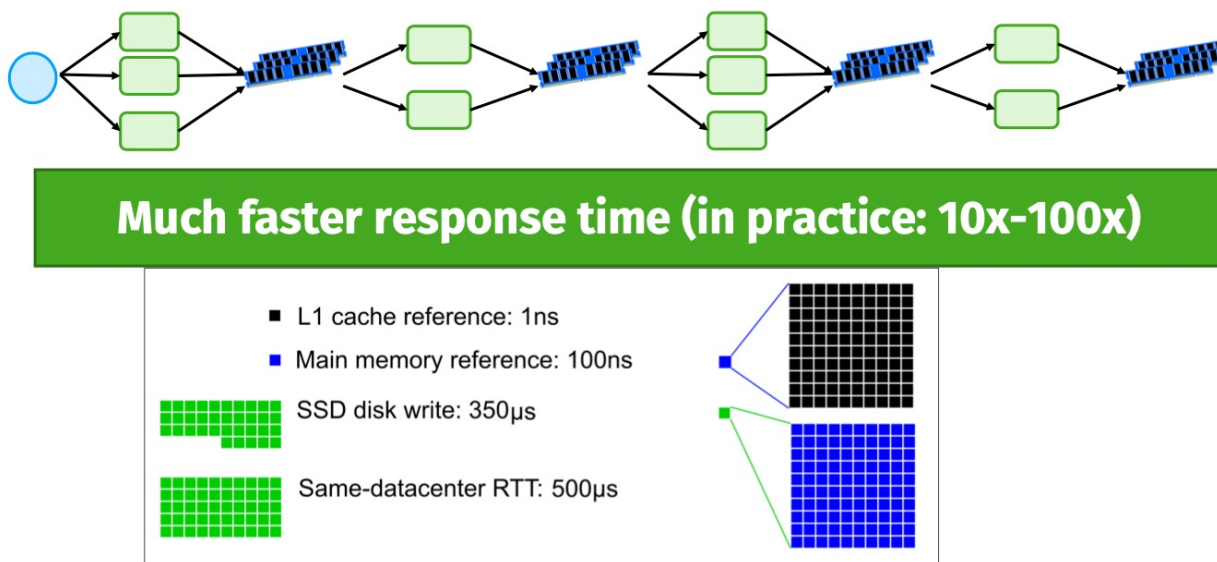 Much faster response time (in practice: 10x-100x)
L1 cache reference: 1ns
Main memory reference: 100ns
SSD disk write: 350µs
Same-datacenter RTT: 500µs